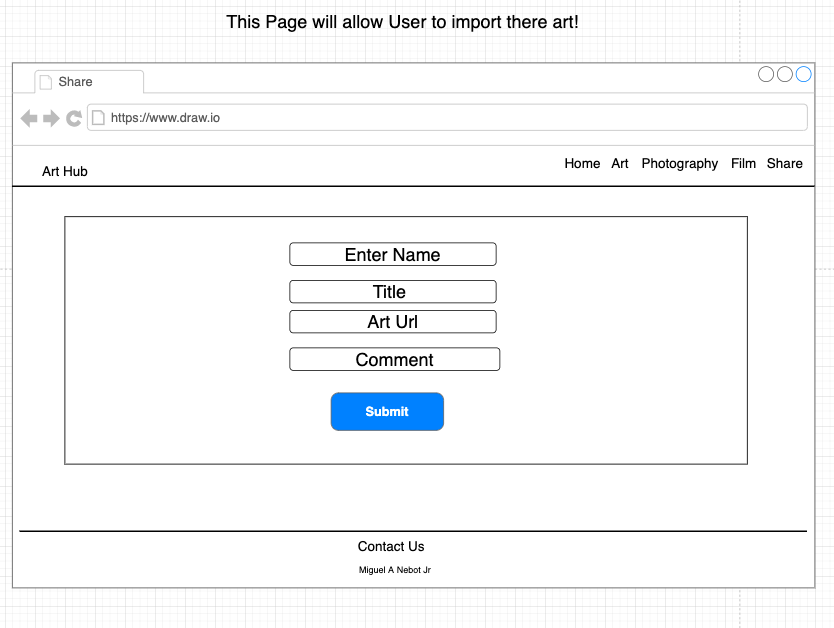 This Page will allow User to import there art!
Share
https://www.draw.io
Art Hub
Home Art Photography Film Share
Enter Name
Title
Art Url
Comment
Submit
Contact Us
Miguel A Nebot Jr